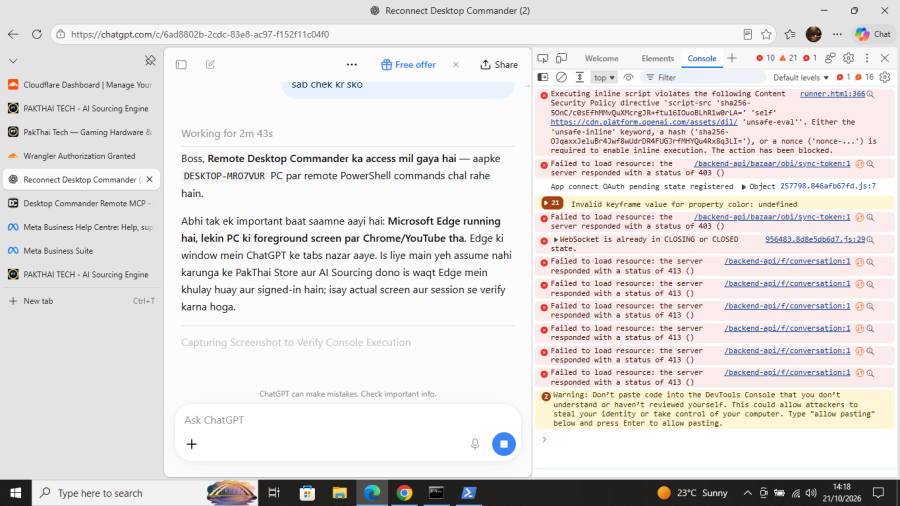 Reconnect Desktop Commander (2)
https://chatgpt.com/c/6ad8802b-2cdc-83e8-ac97-f152f11c04f0
Chat
Cloudflare Dashboard | Manage Your
PAKTHAI TECH - AI Sourcing Engine
PakThai Tech — Gaming Hardware &
Wrangler Authorization Granted
Reconnect Desktop Commander (
Desktop Commander Remote MCP -
Meta Business Help Centre: Help, sup
Meta Business Suite
PAKTHAI TECH - AI Sourcing Engine
New tab
Ctrl+T
Free offer
Share
sab chek kr sko
Working for 2m 43s
Boss, Remote Desktop Commander ka access mil gaya hai — aapke
DESKTOP-MRO7VUR PC par remote PowerShell commands chal rahe
hain.
Abhi tak ek important baat saamne aayi hai: Microsoft Edge running
hai, lekin PC ki foreground screen par Chrome/YouTube tha. Edge ki
window mein ChatGPT ke tabs nazar aaye. Is liye main yeh assume nahi
karunga ke PakThai Store aur AI Sourcing dono is waqt Edge mein
khulay huay aur signed-in hain; isay actual screen aur session se verify
karna hoga.
Capturing Screenshot to Verify Console Execution
ChatGPT can make mistakes. Check important info.
Ask ChatGPT
Welcome
Elements
Console
10
21
1
top
Filter
Default levels
1
16
Executing inline script violates the following Content runner.html:366
Security Policy directive 'script-src 'sha256-
'self'
https://cdn.platform.openai.com/assets/dil/ 'unsafe-eval''. Either the
'unsafe-inline' keyword, a hash ('sha256-
or a nonce ('nonce-...') is
required to enable inline execution. The action has been blocked.
Failed to load resource: the /backend-api/bazaar/obi/sync-token:1
server responded with a status of 403 ()
App connect OAuth pending state registered Object 257798.846afb67fd.js:7
21 Invalid keyframe value for property color: undefined
Failed to load resource: the /backend-api/bazaar/obi/sync-token:1
server responded with a status of 403 ()
WebSocket is already in CLOSING or CLOSED 956483.8d8e5db6d7.js:29
state.
Failed to load resource: the server /backend-api/f/conversation:1
responded with a status of 413 ()
Failed to load resource: the server /backend-api/f/conversation:1
responded with a status of 413 ()
Failed to load resource: the server /backend-api/f/conversation:1
responded with a status of 413 ()
Failed to load resource: the server /backend-api/f/conversation:1
responded with a status of 413 ()
Failed to load resource: the server /backend-api/f/conversation:1
responded with a status of 413 ()
Failed to load resource: the server /backend-api/f/conversation:1
responded with a status of 413 ()
2 Warning: Don't paste code into the DevTools Console that you don't
understand or haven't reviewed yourself. This could allow attackers to
steal your identity or take control of your computer. Type "allow pasting"
below and press Enter to allow pasting.
Type here to search
23°C Sunny
14:18
21/10/2026